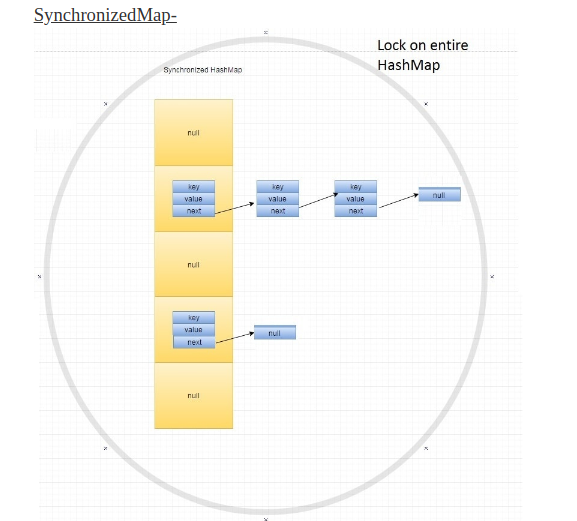 SynchronizedMap-
Lock on entire
HashMap
Synchronized HashMap
null
key
value
next
key
value
next
key
value
next
null
null
key
value
next
null
null